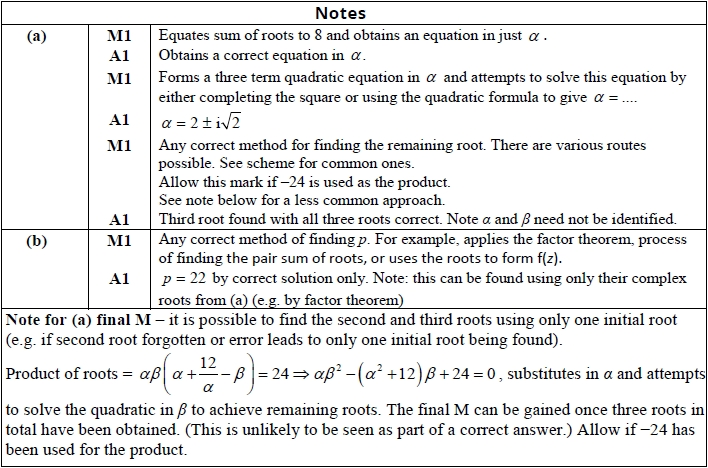 Notes
(a) M1 Equates sum of roots to 8 and obtains an equation in just α .
A1 Obtains a correct equation in α.
M1 Forms a three term quadratic equation in α and attempts to solve this equation by
either completing the square or using the quadratic formula to give α = ....
A1 α = 2 ± i√2
M1 Any correct method for finding the remaining root. There are various routes
possible. See scheme for common ones.
Allow this mark if −24 is used as the product.
See note below for a less common approach.
A1 Third root found with all three roots correct. Note α and β need not be identified.
(b) M1 Any correct method of finding p. For example, applies the factor theorem, process
of finding the pair sum of roots, or uses the roots to form f(z).
A1 p = 22 by correct solution only. Note: this can be found using only their complex
roots from (a) (e.g. by factor theorem)
Note for (a) final M – it is possible to find the second and third roots using only one initial root
(e.g. if second root forgotten or error leads to only one initial root being found).
Product of roots = αβ(α + 12/α − β) = 24 ⇒ αβ² − (α² + 12)β + 24 = 0 , substitutes in α and attempts
to solve the quadratic in β to achieve remaining roots. The final M can be gained once three roots in
total have been obtained. (This is unlikely to be seen as part of a correct answer.) Allow if −24 has
been used for the product.